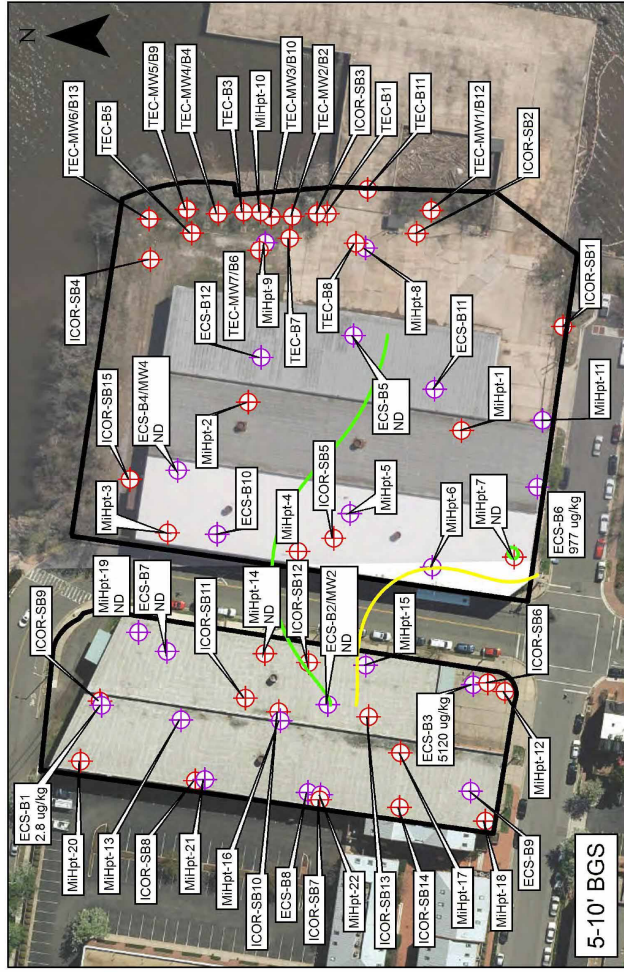 N
TEC-MW6/B13
TEC-B5
TEC-MW5/B9
TEC-MW4/B4
TEC-B3
MiHpt-10
TEC-MW3/B10
TEC-MW2/B2
ICOR-SB3
TEC-B1
TEC-B11
TEC-MW1/B12
ICOR-SB2
ICOR-SB4
ECS-B12
TEC-MW7/B6
MiHpt-9
TEC-B7
TEC-B8
MiHpt-8
ICOR-SB1
ICOR-SB15
ECS-B4/MW4
ND
MiHpt-2
ECS-B5
ND
ECS-B11
MiHpt-1
MiHpt-11
MiHpt-3
ECS-B10
MiHpt-4
ICOR-SB5
MiHpt-5
MiHpt-6
MiHpt-7
ND
ECS-B6
977 ug/kg
ICOR-SB9
MiHpt-19
ND
ECS-B7
ND
ICOR-SB11
MiHpt-14
ND
ICOR-SB12
ECS-B2/MW2
ND
MiHpt-15
ECS-B3
5120 ug/kg
ICOR-SB6
MiHpt-12
ECS-B1
2.8 ug/kg
MiHpt-20
MiHpt-13
ICOR-SB8
MiHpt-21
MiHpt-16
ICOR-SB10
ECS-B8
ICOR-SB7
MiHpt-22
ICOR-SB13
ICOR-SB14
MiHpt-17
MiHpt-18
ECS-B9
5-10' BGS